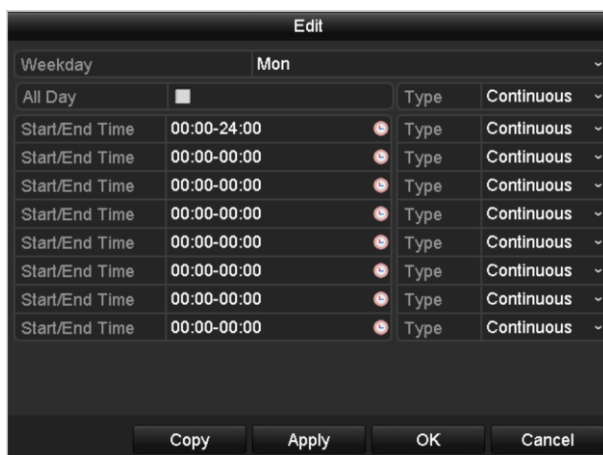 Edit
Weekday Mon
All Day Type Continuous
Start/End Time 00:00-24:00 Type Continuous
Start/End Time 00:00-00:00 Type Continuous
Start/End Time 00:00-00:00 Type Continuous
Start/End Time 00:00-00:00 Type Continuous
Start/End Time 00:00-00:00 Type Continuous
Start/End Time 00:00-00:00 Type Continuous
Start/End Time 00:00-00:00 Type Continuous
Start/End Time 00:00-00:00 Type Continuous
Copy Apply OK Cancel